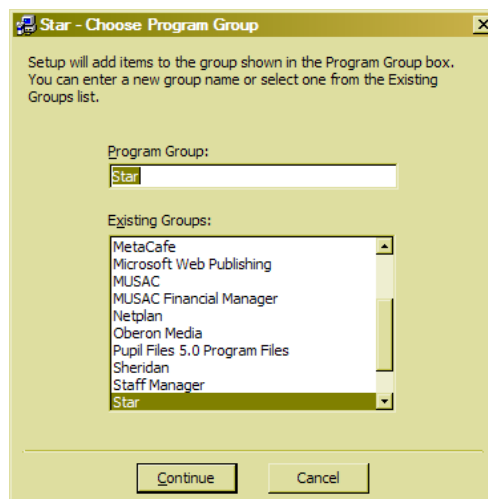 Star - Choose Program Group
Setup will add items to the group shown in the Program Group box.
You can enter a new group name or select one from the Existing
Groups list.
Program Group:
Star
Existing Groups:
MetaCafe
Microsoft Web Publishing
MUSAC
MUSAC Financial Manager
Netplan
Oberon Media
Pupil Files 5.0 Program Files
Sheridan
Staff Manager
Star
Continue Cancel